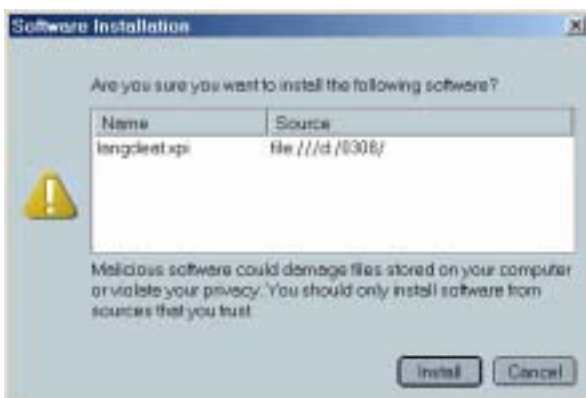 Software Installation
Are you sure you want to install the following software?
Name Source
langdeat.xpi file:///d:/0308/
Malicious software could damage files stored on your computer
or violate your privacy. You should only install software from
sources that you trust.
Install Cancel